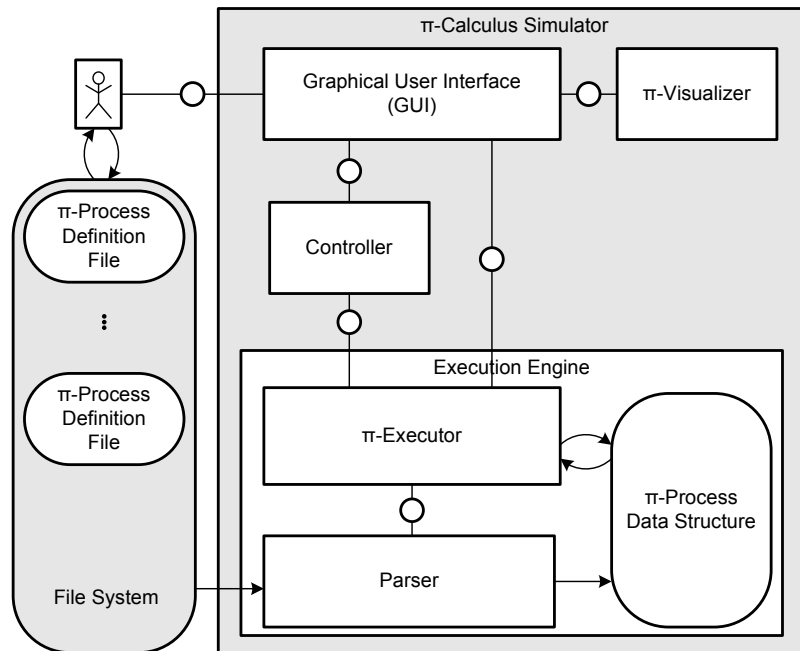 π-Calculus Simulator
Graphical User Interface
(GUI)
π-Visualizer
π-Process
Definition
File
Controller
...
π-Process
Definition
File
Execution Engine
π-Executor
π-Process
Data Structure
Parser
File System